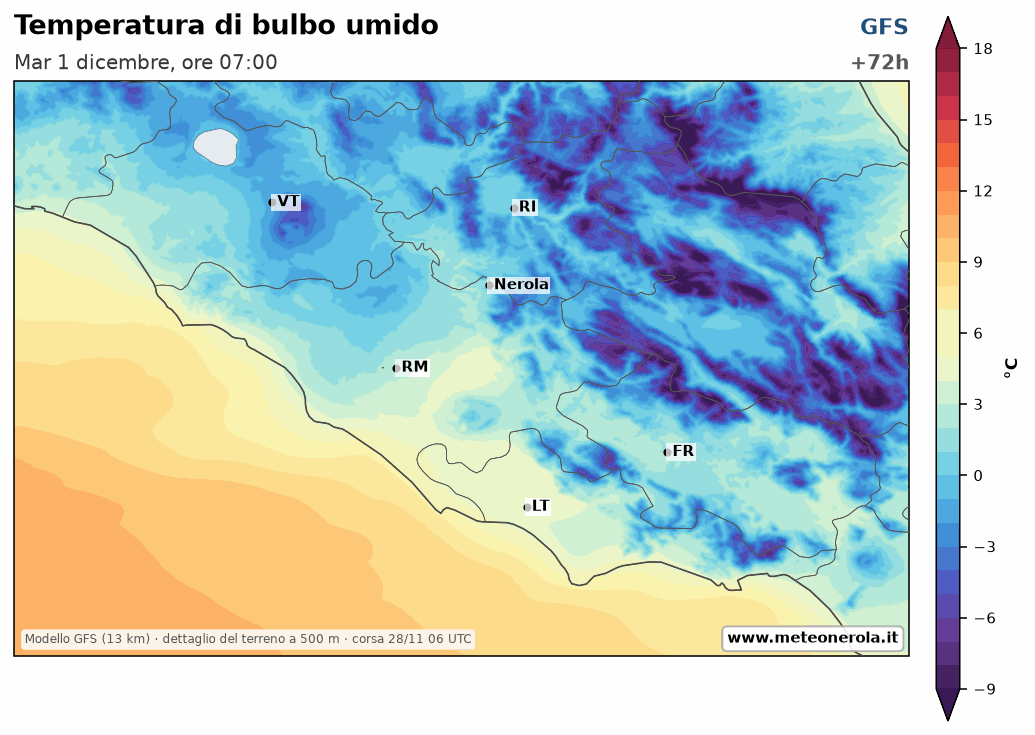 Temperatura di bulbo umido
GFS
Mar 1 dicembre, ore 07:00
+72h
VT
RI
Nerola
RM
FR
LT
Modello GFS (13 km) · dettaglio del terreno a 500 m · corsa 28/11 06 UTC
www.meteonerola.it
18
15
12
9
6
3
0
−3
−6
−9
°C